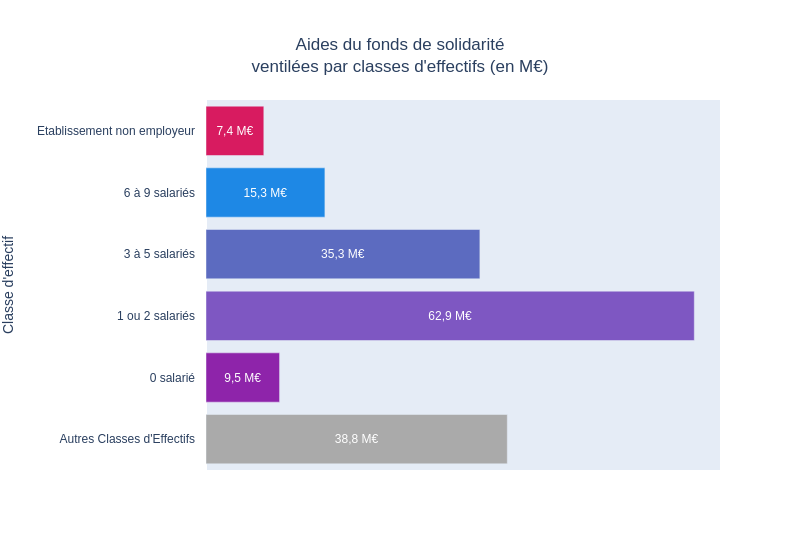 Aides du fonds de solidarité
ventilées par classes d'effectifs (en M€)
Classe d'effectif
Etablissement non employeur
7,4 M€
6 à 9 salariés
15,3 M€
3 à 5 salariés
35,3 M€
1 ou 2 salariés
62,9 M€
0 salarié
9,5 M€
Autres Classes d'Effectifs
38,8 M€